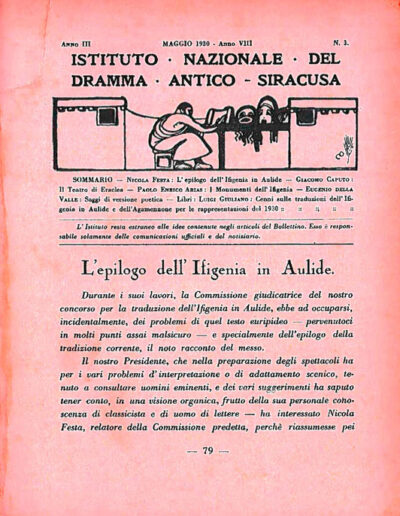 Anno III MAGGIO 1930 - Anno VIII N. 3.
ISTITUTO · NAZIONALE · DEL
DRAMMA · ANTICO - SIRACUSA
SOMMARIO — NICOLA FESTA: L'epilogo dell'Ifigenia in Aulide — GIACOMO CAPUTO:
Il Teatro di Eraclea — PAOLO ENRICO ARIAS: I Monumenti dell'Ifigenia — EUGENIO DELLA
VALLE: Saggi di versione poetica — Libri: LUIGI GIULIANO: Cenni sulle traduzioni dell'Ifi-
genia in Aulide e dell'Agamennone per le rappresentazioni del 1930
L'Istituto resta estraneo alle idee contenute negli articoli del Bollettino. Esso è respon-
sabile solamente delle comunicazioni ufficiali e del notiziario.
L'epilogo dell'Ifigenia in Aulide.
Durante i suoi lavori, la Commissione giudicatrice del nostro
concorso per la traduzione dell'Ifigenia in Aulide, ebbe ad occuparsi,
incidentalmente, dei problemi di quel testo euripideo — pervenutoci
in molti punti assai malsicuro — e specialmente dell'epilogo della
tradizione corrente, il noto racconto del messo.
Il nostro Presidente, che nella preparazione degli spettacoli ha
per i vari problemi d'interpretazione o di adattamento scenico, te-
nuto a consultare uomini eminenti, e dei vari suggerimenti ha saputo
tener conto, in una visione organica, frutto della sua personale cono-
scenza di classicista e di uomo di lettere — ha interessato Nicola
Festa, relatore della Commissione predetta, perchè riassumesse pei
— 79 —